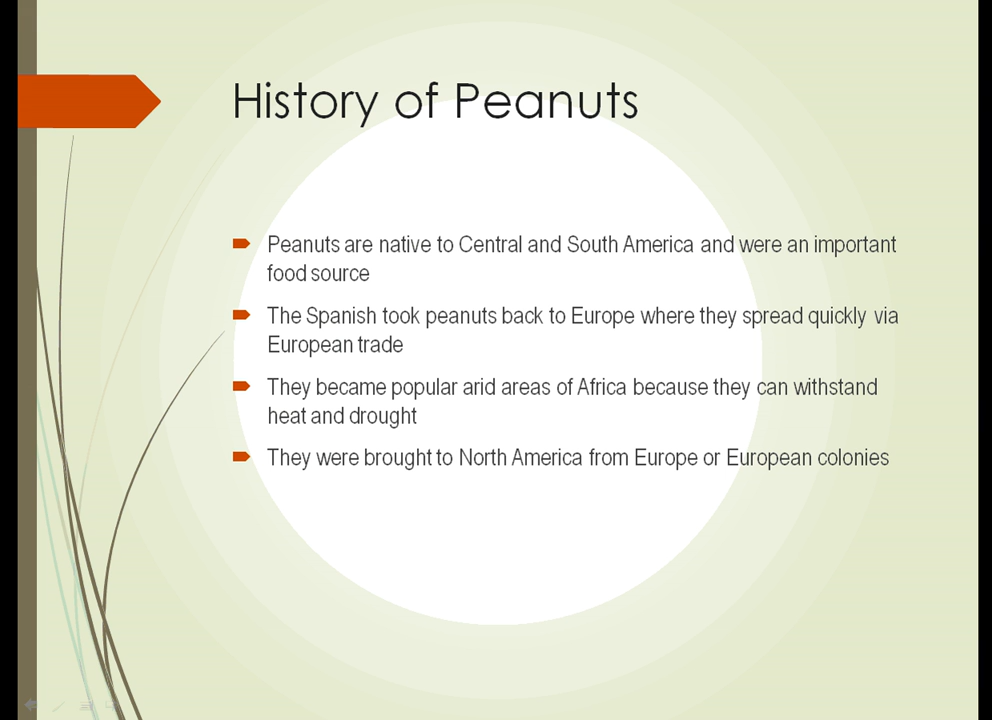 History of Peanuts
Peanuts are native to Central and South America and were an important
food source
The Spanish took peanuts back to Europe where they spread quickly via
European trade
They became popular arid areas of Africa because they can withstand
heat and drought
They were brought to North America from Europe or European colonies